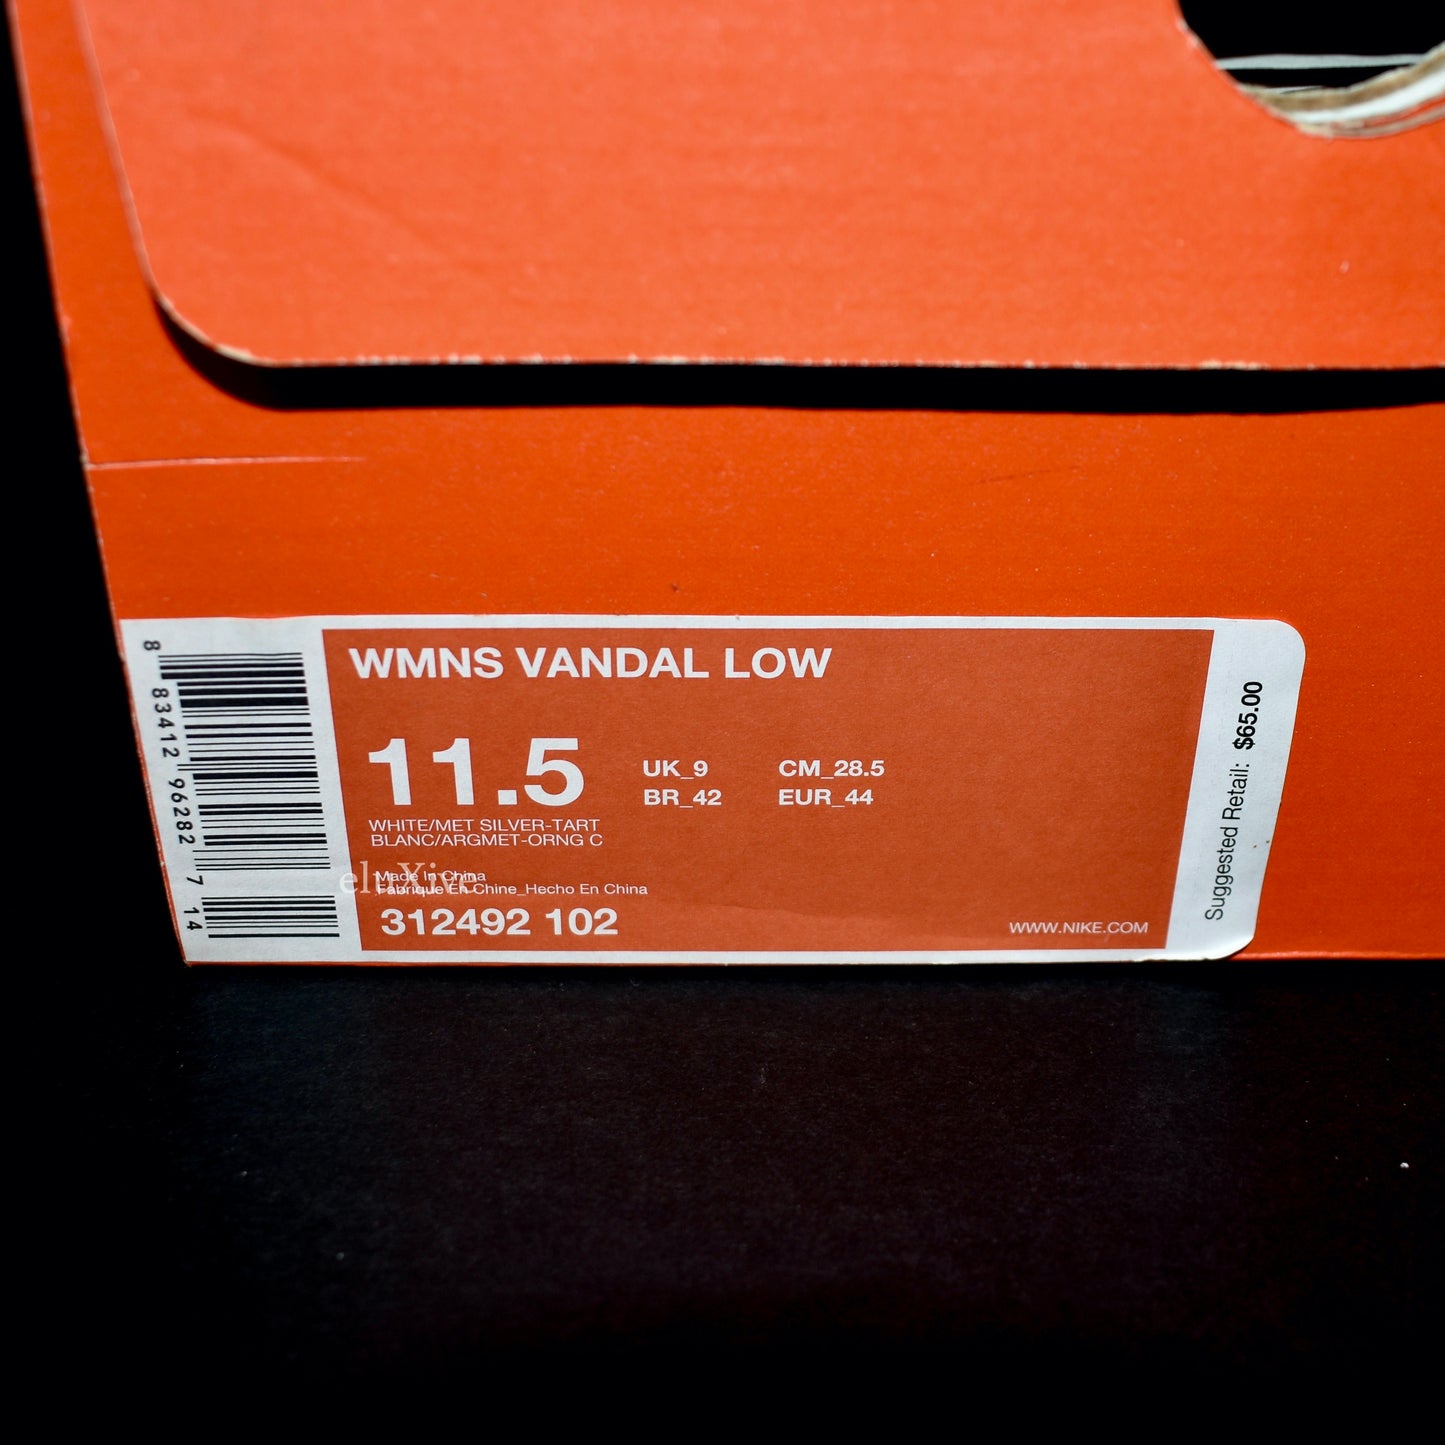 8 83412 96282 7 14
WMNS VANDAL LOW
11.5
UK_9 CM_28.5
BR_42 EUR_44
WHITE/MET SILVER-TART
BLANC/ARGMET-ORNG C
Made In China
Fabrique En Chine_Hecho En China
eluXive
312492 102
WWW.NIKE.COM
Suggested Retail: $65.00